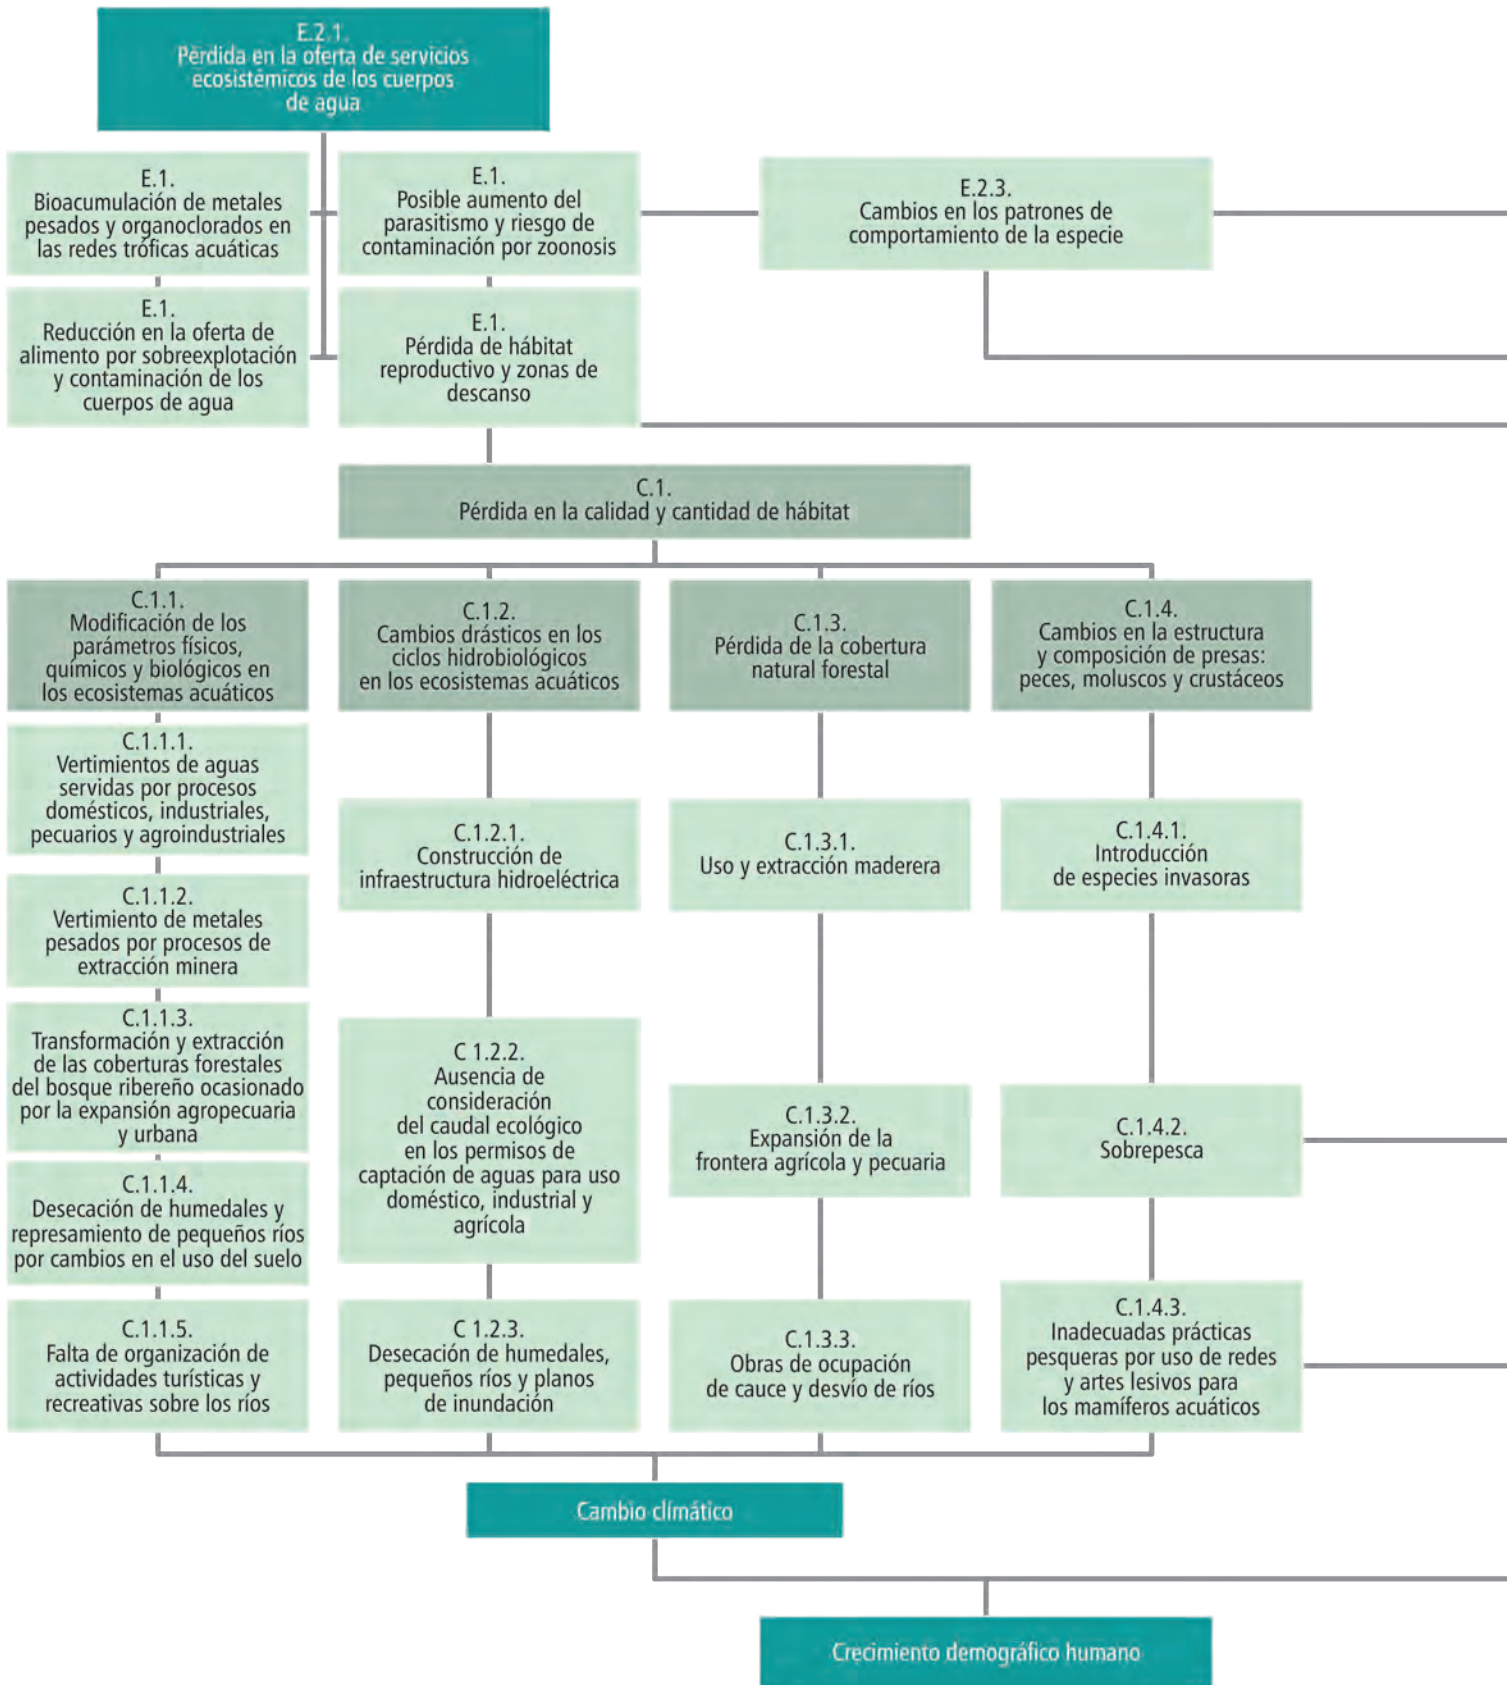 E.2.1.
Pérdida en la oferta de servicios
ecosistémicos de los cuerpos
de agua
E.1.
Bioacumulación de metales
pesados y organoclorados en
las redes tróficas acuáticas
E.1.
Posible aumento del
parasitismo y riesgo de
contaminación por zoonosis
E.2.3.
Cambios en los patrones de
comportamiento de la especie
E.1.
Reducción en la oferta de
alimento por sobreexplotación
y contaminación de los
cuerpos de agua
E.1.
Pérdida de hábitat
reproductivo y zonas de
descanso
C.1.
Pérdida en la calidad y cantidad de hábitat
C.1.1.
Modificación de los
parámetros físicos,
químicos y biológicos en
los ecosistemas acuáticos
C.1.2.
Cambios drásticos en los
ciclos hidrobiológicos
en los ecosistemas acuáticos
C.1.3.
Pérdida de la cobertura
natural forestal
C.1.4.
Cambios en la estructura
y composición de presas:
peces, moluscos y crustáceos
C.1.1.1.
Vertimientos de aguas
servidas por procesos
domésticos, industriales,
pecuarios y agroindustriales
C.1.1.2.
Vertimiento de metales
pesados por procesos de
extracción minera
C.1.1.3.
Transformación y extracción
de las coberturas forestales
del bosque ribereño ocasionado
por la expansión agropecuaria
y urbana
C.1.1.4.
Desecación de humedales y
represamiento de pequeños ríos
por cambios en el uso del suelo
C.1.1.5.
Falta de organización de
actividades turísticas y
recreativas sobre los ríos
C.1.2.1.
Construcción de
infraestructura hidroeléctrica
C 1.2.2.
Ausencia de
consideración
del caudal ecológico
en los permisos de
captación de aguas para uso
doméstico, industrial y
agrícola
C 1.2.3.
Desecación de humedales,
pequeños ríos y planos
de inundación
C.1.3.1.
Uso y extracción maderera
C.1.3.2.
Expansión de la
frontera agrícola y pecuaria
C.1.3.3.
Obras de ocupación
de cauce y desvío de ríos
C.1.4.1.
Introducción
de especies invasoras
C.1.4.2.
Sobrepesca
C.1.4.3.
Inadecuadas prácticas
pesqueras por uso de redes
y artes lesivos para
los mamíferos acuáticos
Cambio clímático
Crecimiento demográfico humano